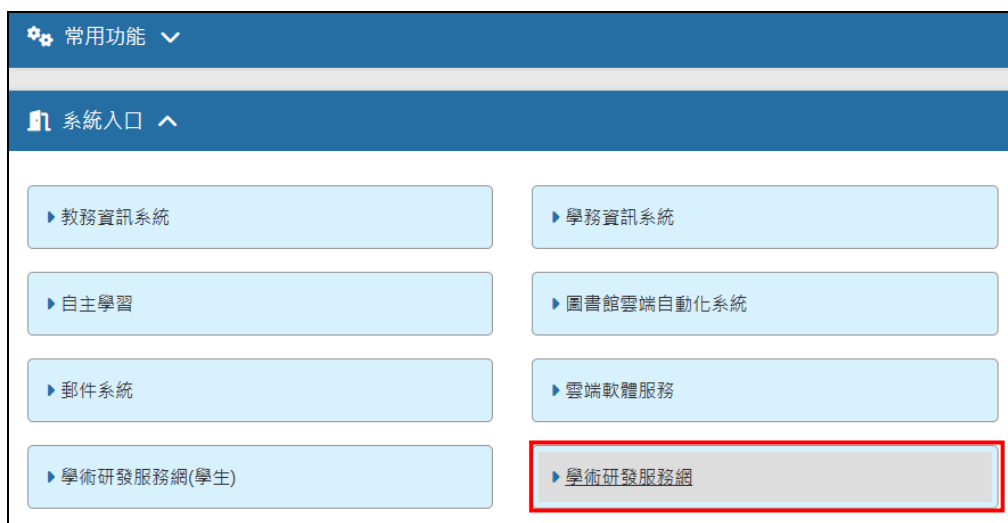 常用功能
系統入口
教務資訊系統
學務資訊系統
自主學習
圖書館雲端自動化系統
郵件系統
雲端軟體服務
學術研發服務網(學生)
學術研發服務網